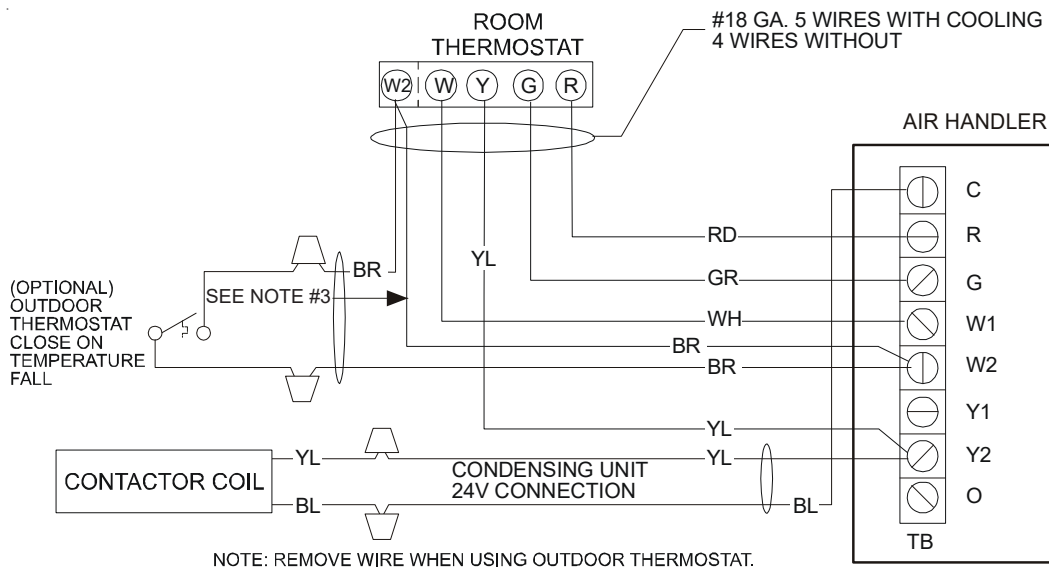 ROOM
THERMOSTAT
#18 GA. 5 WIRES WITH COOLING
4 WIRES WITHOUT
W2 W Y G R
AIR HANDLER
C
RD
R
YL
GR
G
BR
(OPTIONAL)
OUTDOOR
THERMOSTAT
CLOSE ON
TEMPERATURE
FALL
SEE NOTE #3
WH
W1
BR
BR
W2
Y1
YL
YL
YL
Y2
CONTACTOR COIL
CONDENSING UNIT
24V CONNECTION
BL
BL
O
TB
NOTE: REMOVE WIRE WHEN USING OUTDOOR THERMOSTAT.